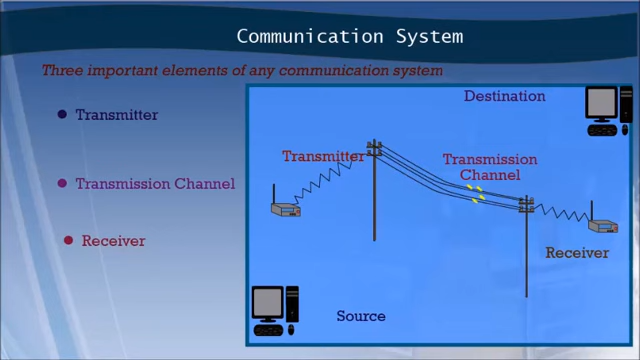 Communication System
Three important elements of any communication system
Transmitter
Transmission Channel
Receiver
Destination
Transmitter
Transmission
Channel
Receiver
Source